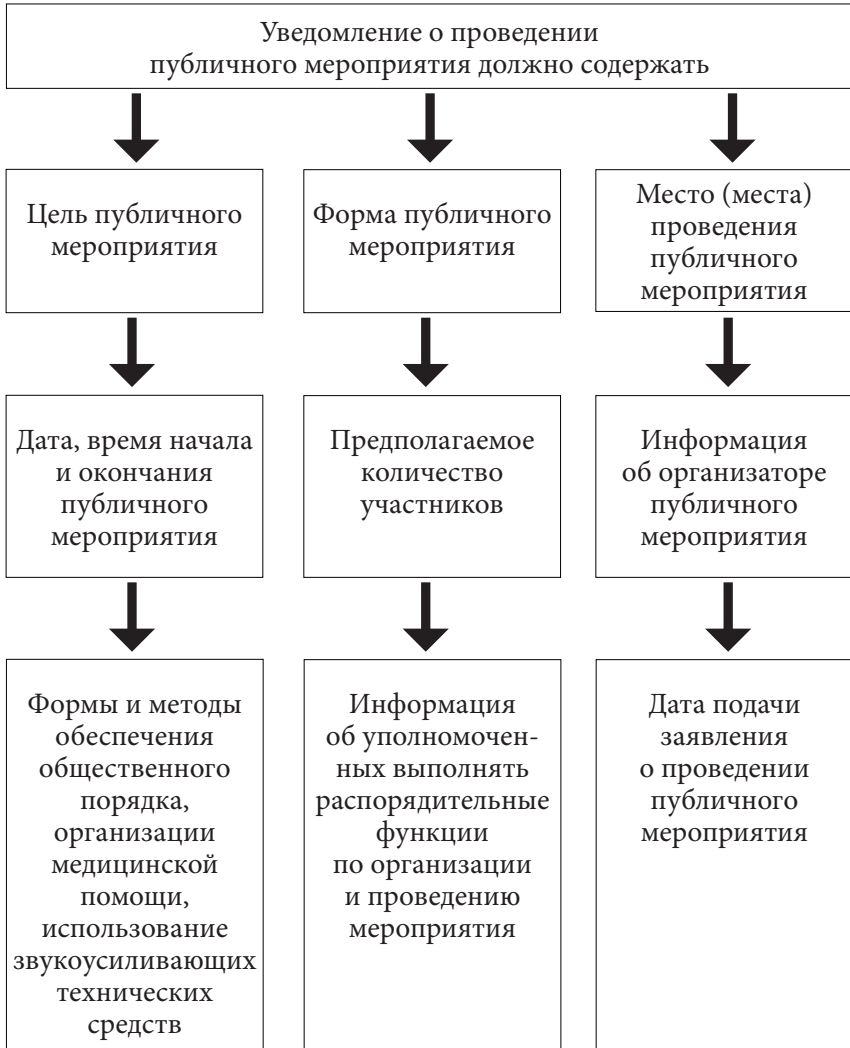 Уведомление о проведении
публичного мероприятия должно содержать
Цель публичного
мероприятия
Форма публичного
мероприятия
Место (места)
проведения
публичного
мероприятия
Дата, время начала
и окончания
публичного
мероприятия
Предполагаемое
количество
участников
Информация
об организаторе
публичного
мероприятия
Формы и методы
обеспечения
общественного
порядка,
организации
медицинской
помощи,
использование
звукоусиливающих
технических
средств
Информация
об уполномочен-
ных выполнять
распорядительные
функции
по организации
и проведению
мероприятия
Дата подачи
заявления
о проведении
публичного
мероприятия